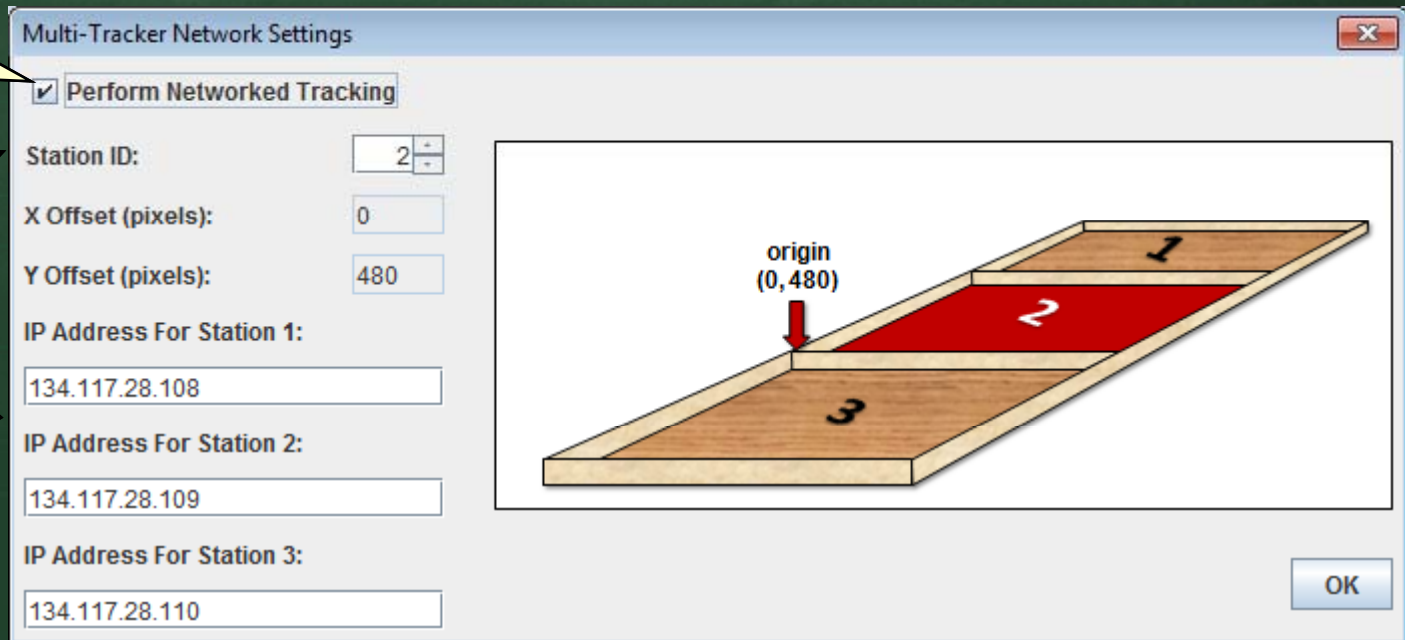 Multi-Tracker Network Settings
Perform Networked Tracking
Station ID: 2
X Offset (pixels): 0
Y Offset (pixels): 480
IP Address For Station 1:
134.117.28.108
IP Address For Station 2:
134.117.28.109
IP Address For Station 3:
134.117.28.110
origin
(0,480)
1
2
3
OK